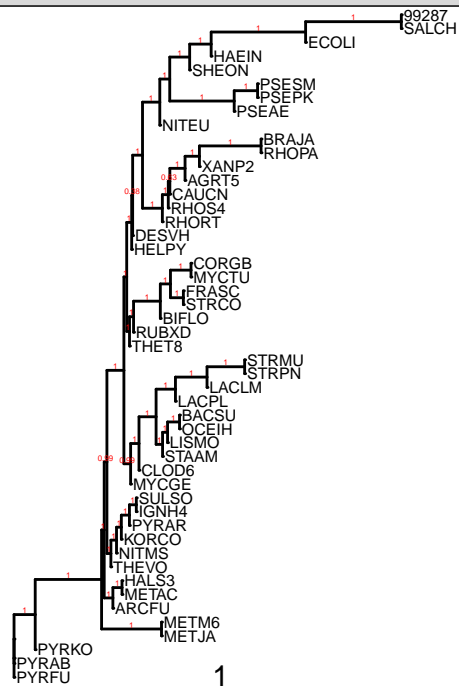 99287
SALCH
ECOLI
HAEIN
SHEON
PSESM
PSEPK
PSEAE
NITEU
BRAJA
RHOPA
XANP2
AGRT5
CAUCN
RHOS4
RHORT
DESVH
HELPY
CORGB
MYCTU
FRASC
STRCO
BIFLO
RUBXD
THET8
STRMU
STRPN
LACLM
LACPL
BACSU
OCEIH
LISMO
STAAM
CLOD6
MYCGE
SULSO
IGNH4
PYRAR
KORCO
NITMS
THEVO
HALS3
METAC
ARCFU
METM6
METJA
PYRKO
PYRAB
PYRFU
1